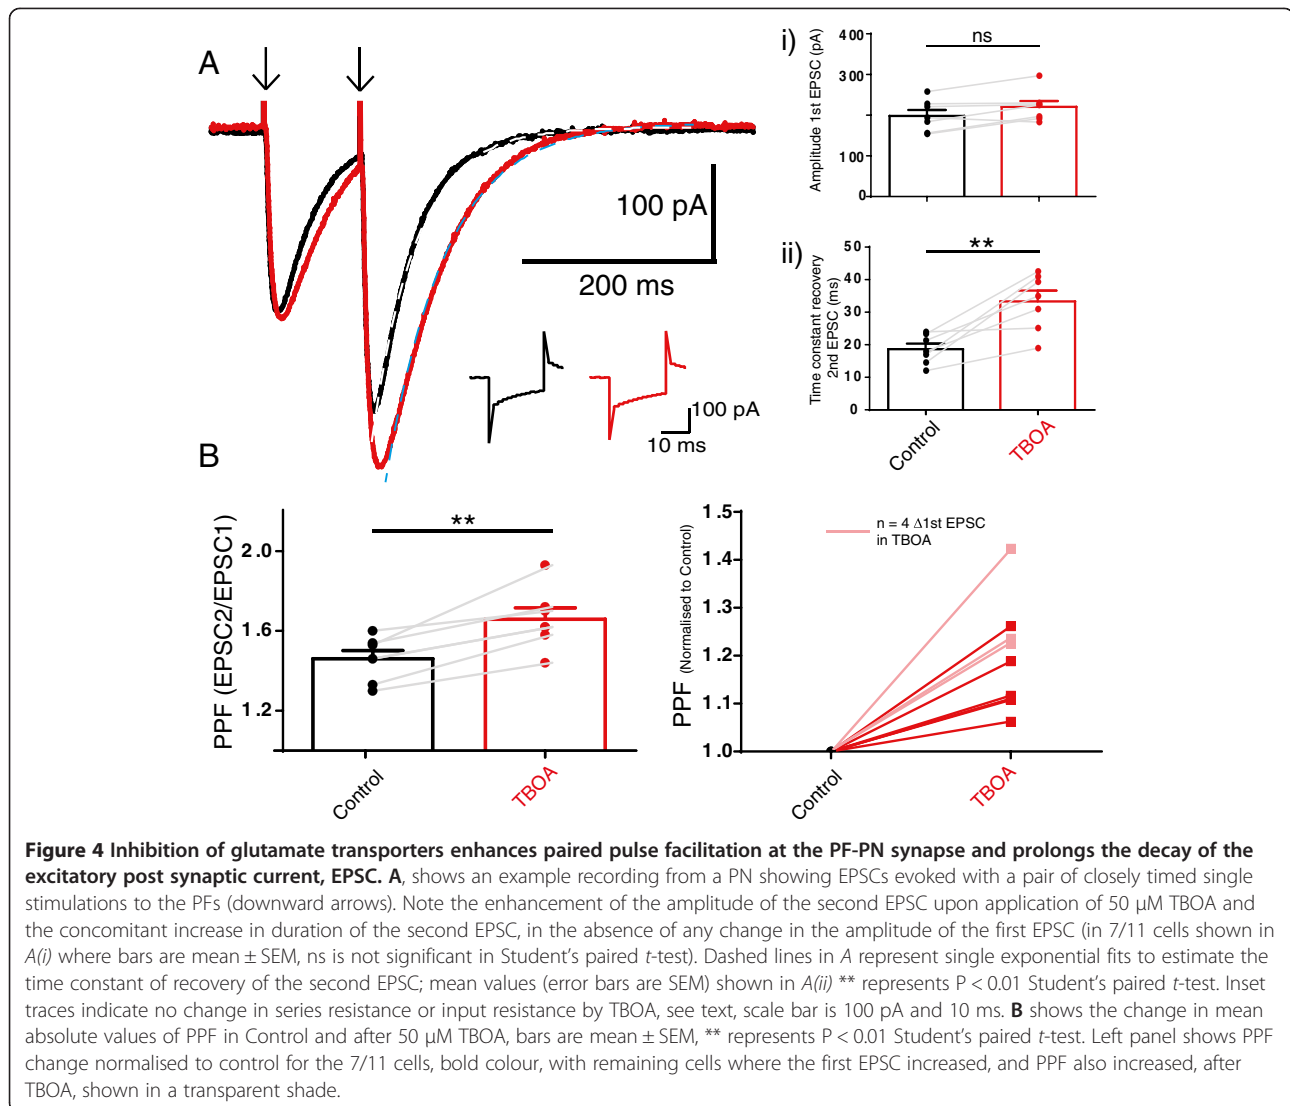 A
100 pA
200 ms
100 pA
10 ms
i)
ns
Amplitude 1st EPSC (pA)
400
300
100
0
ii)
**
Time constant recovery
2nd EPSC (ms)
50
40
30
20
10
0
Control
TBOA
B
**
PPF (EPSC2/EPSC1)
2.0
1.6
1.2
Control
TBOA
PPF (Normalised to Control)
1.5
1.4
1.3
1.2
1.1
1.0
n = 4 Δ1st EPSC
in TBOA
Control
TBOA
Figure 4 Inhibition of glutamate transporters enhances paired pulse facilitation at the PF-PN synapse and prolongs the decay of the
excitatory post synaptic current, EPSC. A, shows an example recording from a PN showing EPSCs evoked with a pair of closely timed single
stimulations to the PFs (downward arrows). Note the enhancement of the amplitude of the second EPSC upon application of 50 μM TBOA and
the concomitant increase in duration of the second EPSC, in the absence of any change in the amplitude of the first EPSC (in 7/11 cells shown in
A(i) where bars are mean ± SEM, ns is not significant in Student's paired t-test). Dashed lines in A represent single exponential fits to estimate the
time constant of recovery of the second EPSC; mean values (error bars are SEM) shown in A(ii) ** represents P < 0.01 Student's paired t-test. Inset
traces indicate no change in series resistance or input resistance by TBOA, see text, scale bar is 100 pA and 10 ms. B shows the change in mean
absolute values of PPF in Control and after 50 μM TBOA, bars are mean ± SEM, ** represents P < 0.01 Student's paired t-test. Left panel shows PPF
change normalised to control for the 7/11 cells, bold colour, with remaining cells where the first EPSC increased, and PPF also increased, after
TBOA, shown in a transparent shade.